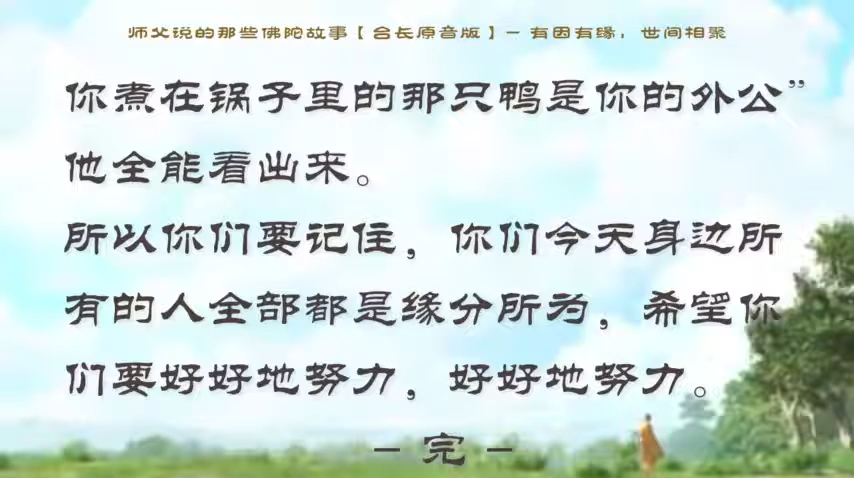 师父说的那些佛陀故事【台长原音版】- 有因有缘，世间相聚
你煮在锅子里的那只鸭是你的外公”
他全能看出来。
所以你们要记住，你们今天身边所
有的人全部都是缘分所为，希望你
们要好好地努力，好好地努力。
- 完 -